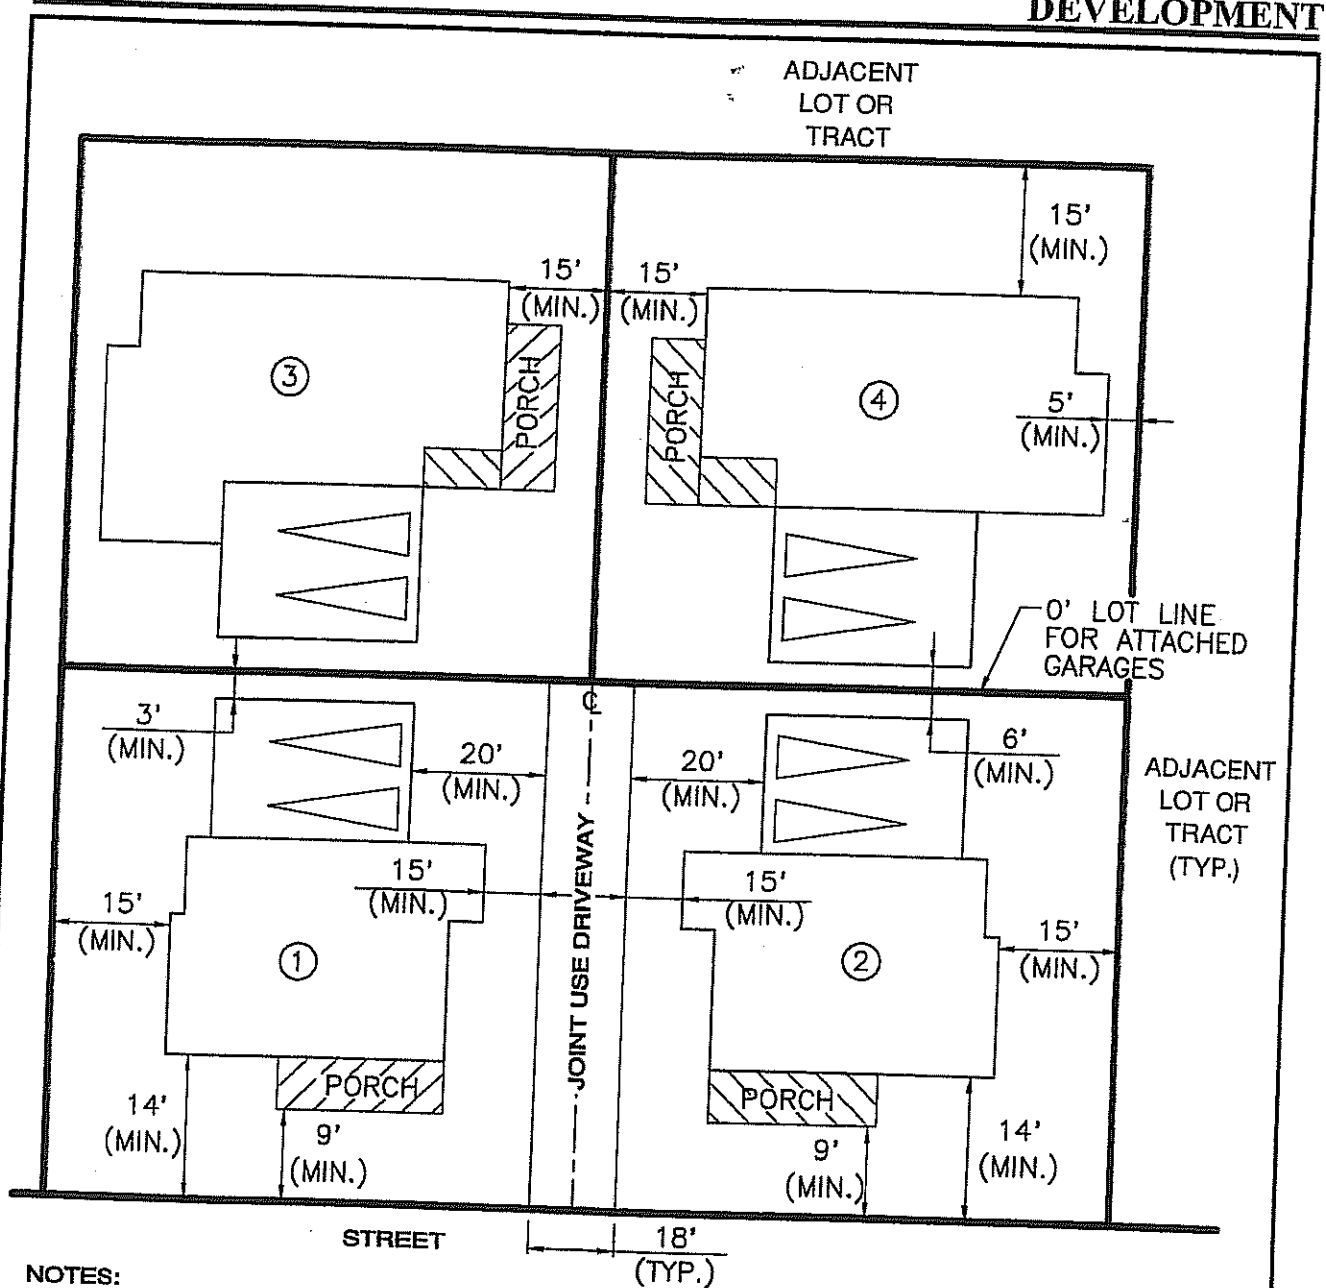 DEVELOPMENT
ADJACENT
LOT OR
TRACT
15'
(MIN.)
15'
(MIN.)
15'
(MIN.)
3
PORCH
PORCH
4
5'
(MIN.)
0' LOT LINE
FOR ATTACHED
GARAGES
3'
(MIN.)
20'
(MIN.)
℄
20'
(MIN.)
6'
(MIN.)
ADJACENT
LOT OR
TRACT
(TYP.)
15'
(MIN.)
15'
(MIN.)
JOINT USE DRIVEWAY
15'
(MIN.)
15'
(MIN.)
1
2
PORCH
PORCH
14'
(MIN.)
9'
(MIN.)
9'
(MIN.)
14'
(MIN.)
STREET
18'
(TYP.)
NOTES: